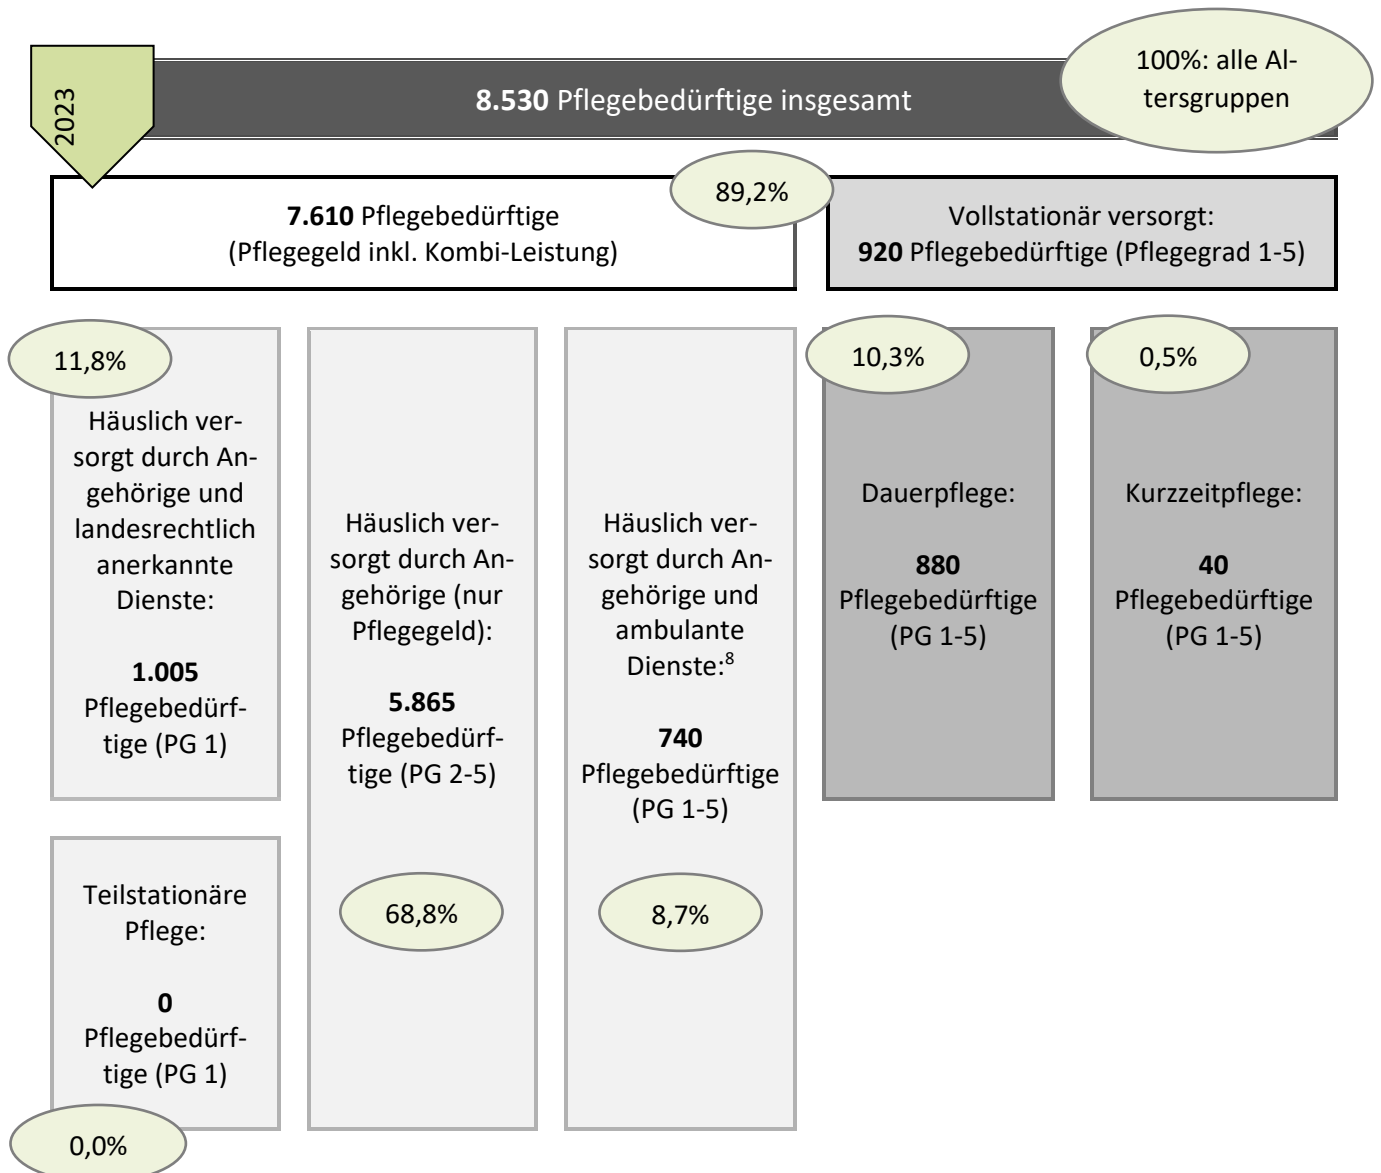 2023
8.530 Pflegebedürftige insgesamt
100%: alle Al-
tersgruppen
7.610 Pflegebedürftige
(Pflegegeld inkl. Kombi-Leistung)
89,2%
Vollstationär versorgt:
920 Pflegebedürftige (Pflegegrad 1-5)
11,8%
Häuslich ver-
sorgt durch An-
gehörige und
landesrechtlich
anerkannte
Dienste:
1.005
Pflegebedürf-
tige (PG 1)
Teilstationäre
Pflege:
0
Pflegebedürf-
tige (PG 1)
0,0%
Häuslich ver-
sorgt durch An-
gehörige (nur
Pflegegeld):
5.865
Pflegebedürf-
tige (PG 2-5)
68,8%
Häuslich ver-
sorgt durch An-
gehörige und
ambulante
Dienste:⁸
740
Pflegebedürftige
(PG 1-5)
8,7%
10,3%
Dauerpflege:
880
Pflegebedürftige
(PG 1-5)
0,5%
Kurzzeitpflege:
40
Pflegebedürftige
(PG 1-5)